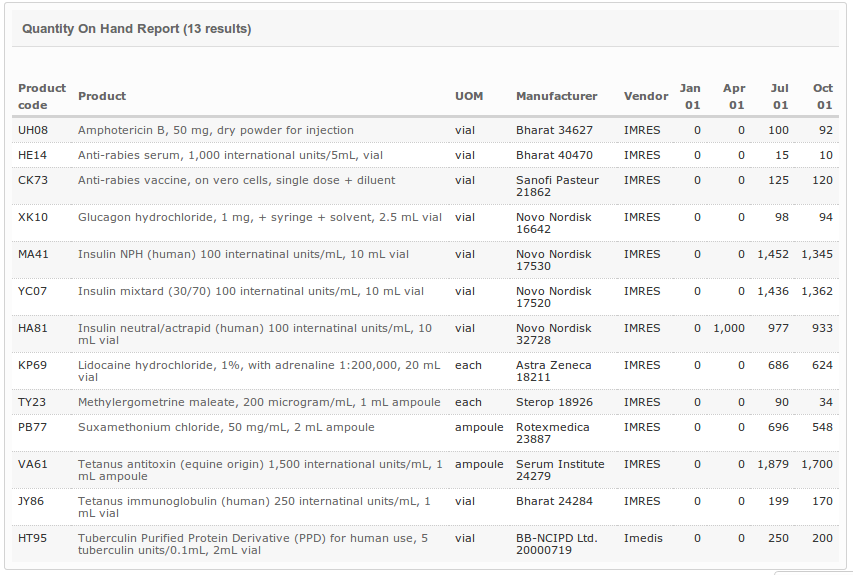 Quantity On Hand Report (13 results)
Product code Product UOM Manufacturer Vendor Jan 01 Apr 01 Jul 01 Oct 01
UH08 Amphotericin B, 50 mg, dry powder for injection vial Bharat 34627 IMRES 0 0 100 92
HE14 Anti-rabies serum, 1,000 international units/5mL, vial vial Bharat 40470 IMRES 0 0 15 10
CK73 Anti-rabies vaccine, on vero cells, single dose + diluent vial Sanofi Pasteur 21862 IMRES 0 0 125 120
XK10 Glucagon hydrochloride, 1 mg, + syringe + solvent, 2.5 mL vial vial Novo Nordisk 16642 IMRES 0 0 98 94
MA41 Insulin NPH (human) 100 internatinal units/mL, 10 mL vial vial Novo Nordisk 17530 IMRES 0 0 1,452 1,345
YC07 Insulin mixtard (30/70) 100 internatinal units/mL, 10 mL vial vial Novo Nordisk 17520 IMRES 0 0 1,436 1,362
HA81 Insulin neutral/actrapid (human) 100 internatinal units/mL, 10 mL vial vial Novo Nordisk 32728 IMRES 0 1,000 977 933
KP69 Lidocaine hydrochloride, 1%, with adrenaline 1:200,000, 20 mL vial each Astra Zeneca 18211 IMRES 0 0 686 624
TY23 Methylergometrine maleate, 200 microgram/mL, 1 mL ampoule each Sterop 18926 IMRES 0 0 90 34
PB77 Suxamethonium chloride, 50 mg/mL, 2 mL ampoule ampoule Rotexmedica 23887 IMRES 0 0 696 548
VA61 Tetanus antitoxin (equine origin) 1,500 international units/mL, 1 mL ampoule ampoule Serum Institute 24279 IMRES 0 0 1,879 1,700
JY86 Tetanus immunoglobulin (human) 250 internatinal units/mL, 1 mL vial vial Bharat 24284 IMRES 0 0 199 170
HT95 Tuberculin Purified Protein Derivative (PPD) for human use, 5 tuberculin units/0.1mL, 2mL vial vial BB-NCIPD Ltd. 20000719 Imedis 0 0 250 200